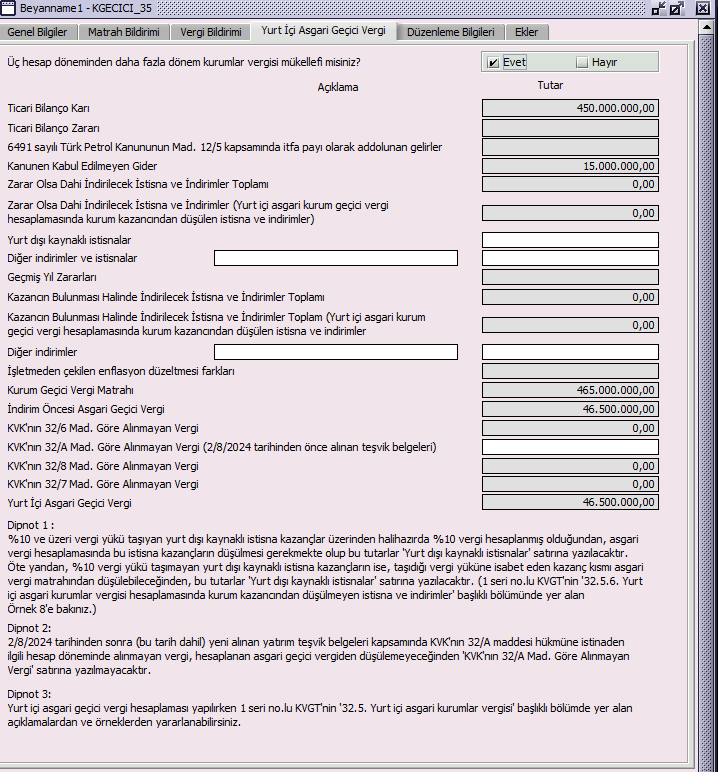 Beyanname1 - KGECICI_35
Genel Bilgiler Matrah Bildirimi Vergi Bildirimi Yurt İçi Asgari Geçici Vergi Düzenleme Bilgileri Ekler
Üç hesap döneminden daha fazla dönem kurumlar vergisi mükellefi misiniz? Evet Hayır
Açıklama Tutar
Ticari Bilanço Karı 450.000.000,00
Ticari Bilanço Zararı
6491 sayılı Türk Petrol Kanununun Mad. 12/5 kapsamında itfa payı olarak addolunan gelirler
Kanunen Kabul Edilmeyen Gider 15.000.000,00
Zarar Olsa Dahi İndirilecek İstisna ve İndirimler Toplamı 0,00
Zarar Olsa Dahi İndirilecek İstisna ve İndirimler (Yurt içi asgari kurum geçici vergi
hesaplamasında kurum kazancından düşülen istisna ve indirimler) 0,00
Yurt dışı kaynaklı istisnalar
Diğer indirimler ve istisnalar
Geçmiş Yıl Zararları
Kazancın Bulunması Halinde İndirilecek İstisna ve İndirimler Toplamı 0,00
Kazancın Bulunması Halinde İndirilecek İstisna ve İndirimler Toplam (Yurt içi asgari kurum
geçici vergi hesaplamasında kurum kazancından düşülen istisna ve indirimler 0,00
Diğer indirimler
İşletmeden çekilen enflasyon düzeltmesi farkları
Kurum Geçici Vergi Matrahı 465.000.000,00
İndirim Öncesi Asgari Geçici Vergi 46.500.000,00
KVK'nın 32/6 Mad. Göre Alınmayan Vergi 0,00
KVK'nın 32/A Mad. Göre Alınmayan Vergi (2/8/2024 tarihinden önce alınan teşvik belgeleri)
KVK'nın 32/8 Mad. Göre Alınmayan Vergi 0,00
KVK'nın 32/7 Mad. Göre Alınmayan Vergi 0,00
Yurt İçi Asgari Geçici Vergi 46.500.000,00
Dipnot 1 :
%10 ve üzeri vergi yükü taşıyan yurt dışı kaynaklı istisna kazançlar üzerinden halihazırda %10 vergi hesaplanmış olduğundan, asgari
vergi hesaplamasında bu istisna kazançların düşülmesi gerekmekte olup bu tutarlar 'Yurt dışı kaynaklı istisnalar' satırına yazılacaktır.
Öte yandan, %10 vergi yükü taşımayan yurt dışı kaynaklı istisna kazançların ise, taşıdığı vergi yüküne isabet eden kazanç kısmı asgari
vergi matrahından düşülebileceğinden, bu tutarlar 'Yurt dışı kaynaklı istisnalar' satırına yazılacaktır. (1 seri no.lu KVGT'nin '32.5.6. Yurt
içi asgari kurumlar vergisi hesaplamasında kurum kazancından düşülmeyen istisna ve indirimler' başlıklı bölümünde yer alan
Örnek 8'e bakınız.)
Dipnot 2:
2/8/2024 tarihinden sonra (bu tarih dahil) yeni alınan yatırım teşvik belgeleri kapsamında KVK'nın 32/A maddesi hükmüne istinaden
ilgili hesap döneminde alınmayan vergi, hesaplanan asgari geçici vergiden düşülemeyeceğinden 'KVK'nın 32/A Mad. Göre Alınmayan
Vergi' satırına yazılmayacaktır.
Dipnot 3:
Yurt içi asgari geçici vergi hesaplaması yapılırken 1 seri no.lu KVGT'nin '32.5. Yurt içi asgari kurumlar vergisi' başlıklı bölümde yer alan
açıklamalardan ve örneklerden yararlanabilirsiniz.